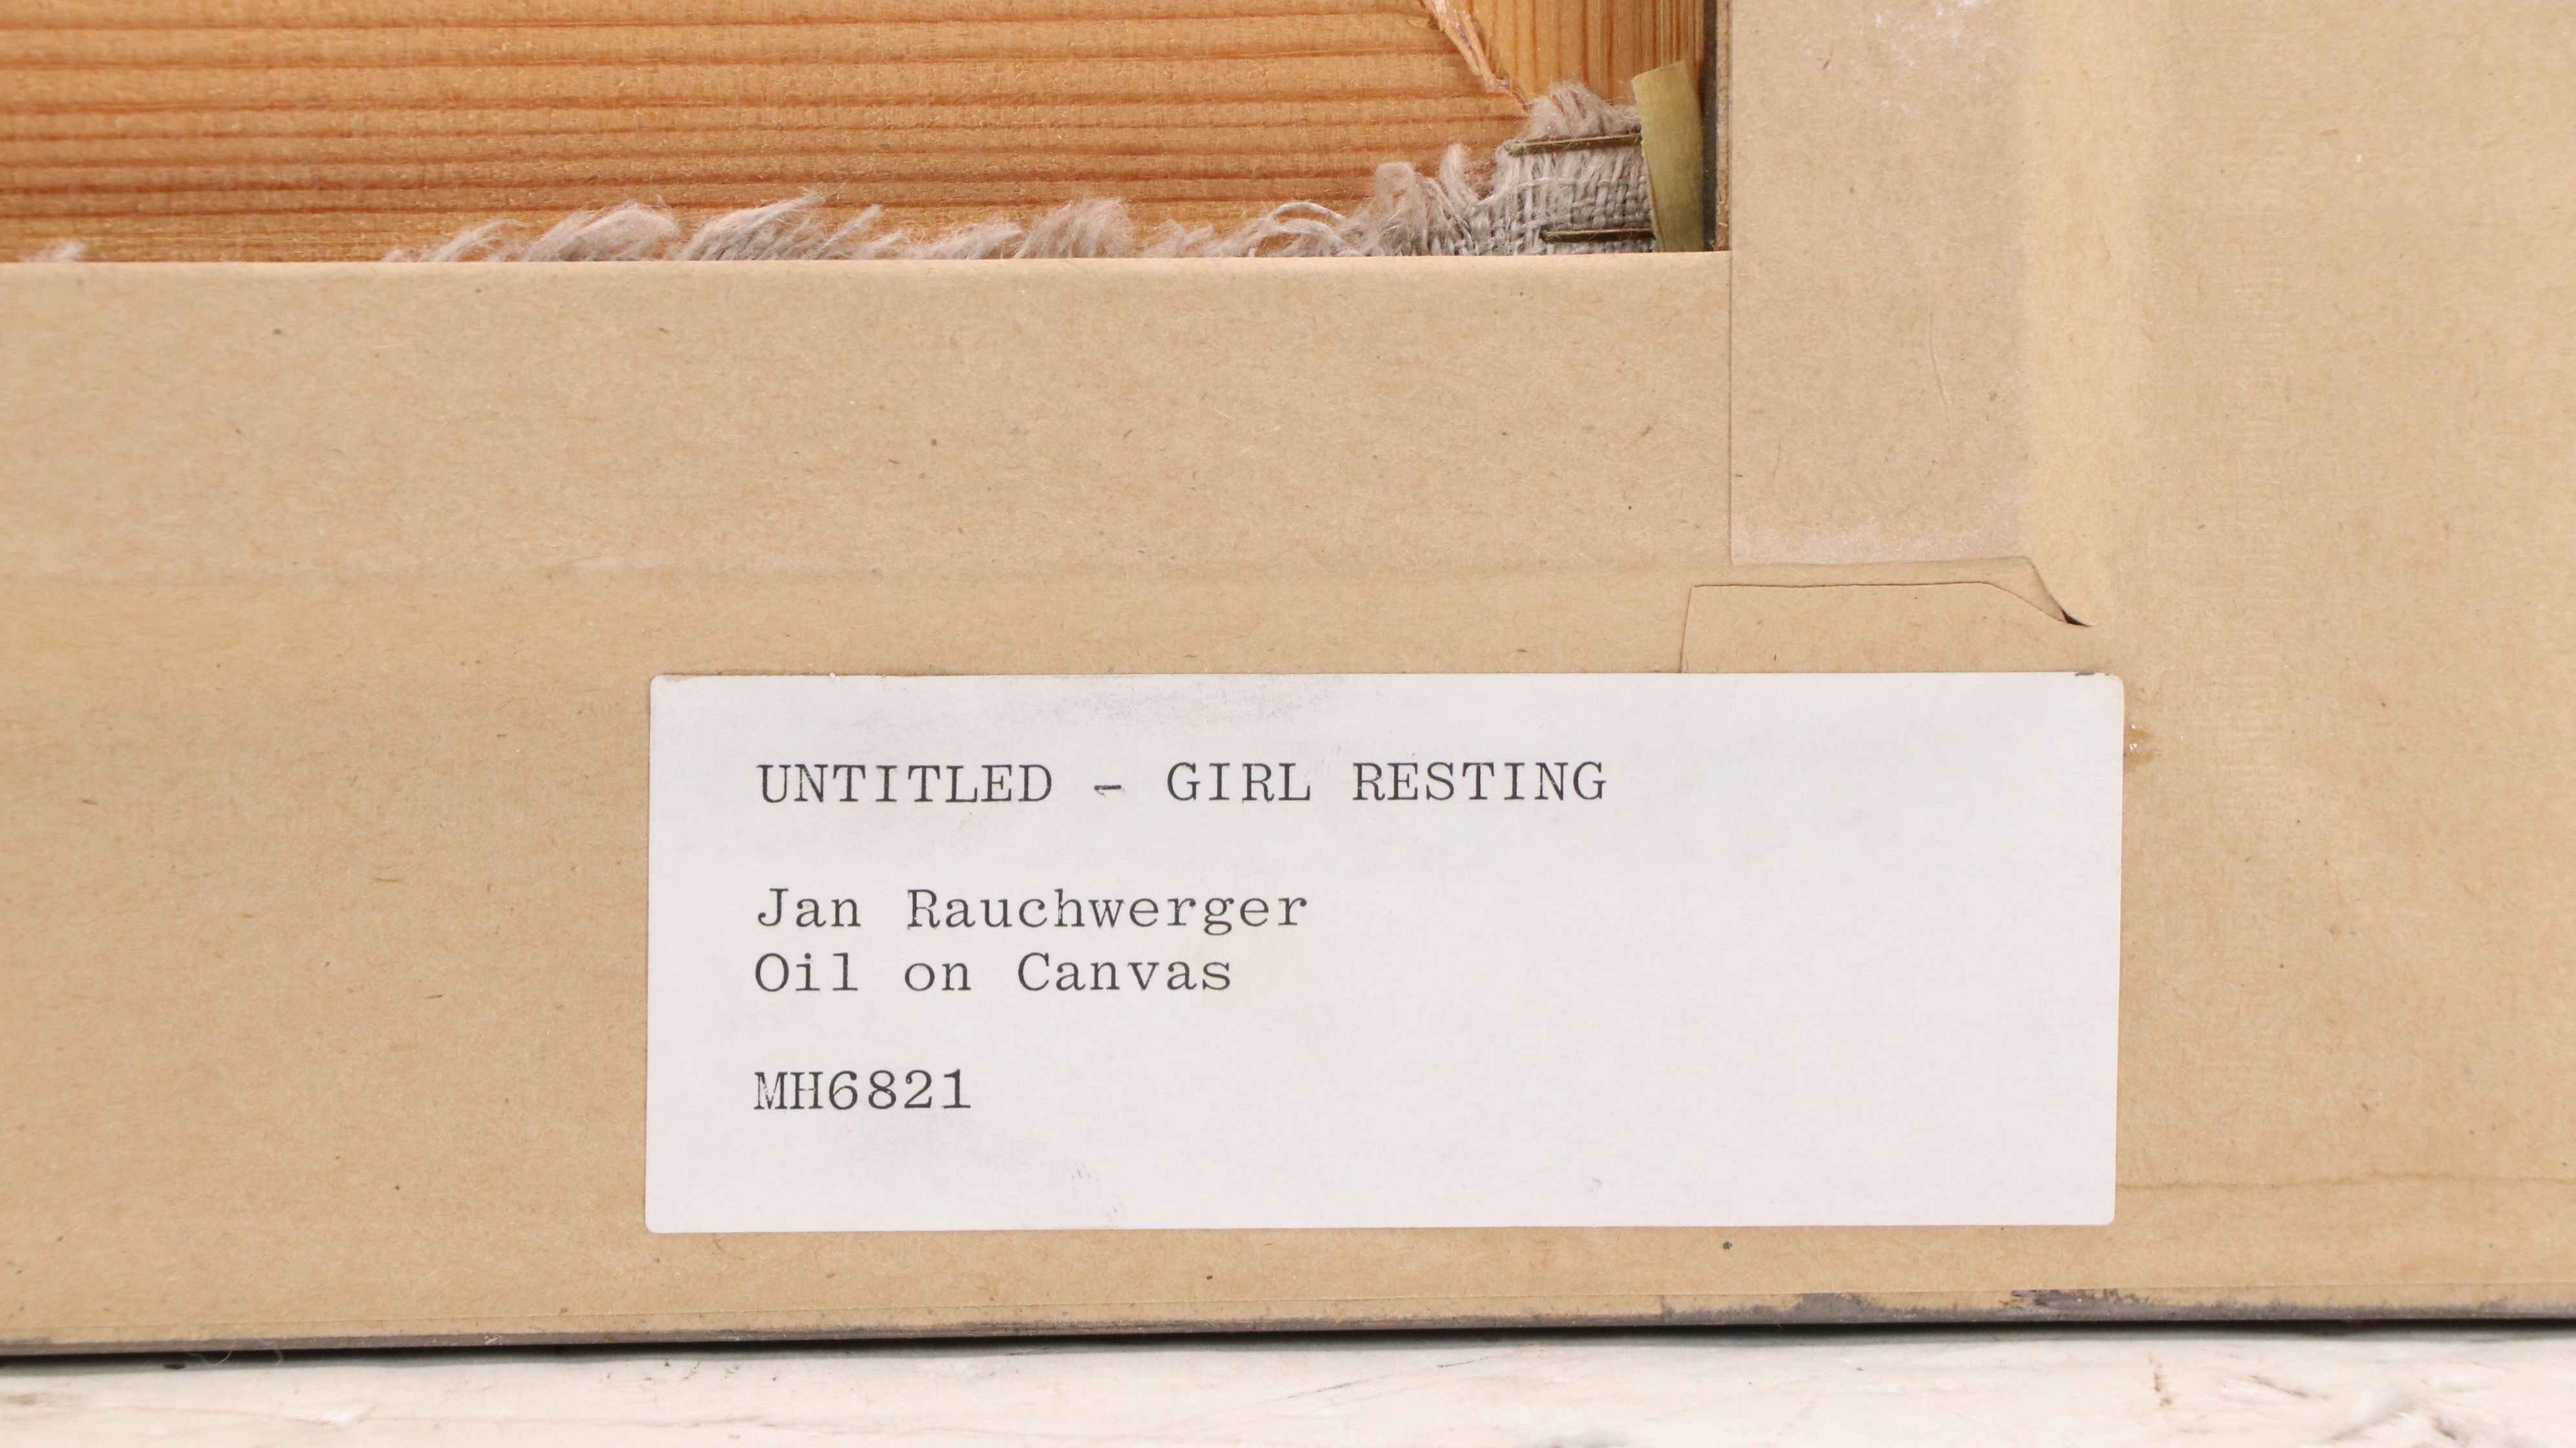 UNTITLED - GIRL RESTING
Jan Rauchwerger
Oil on Canvas
MH6821